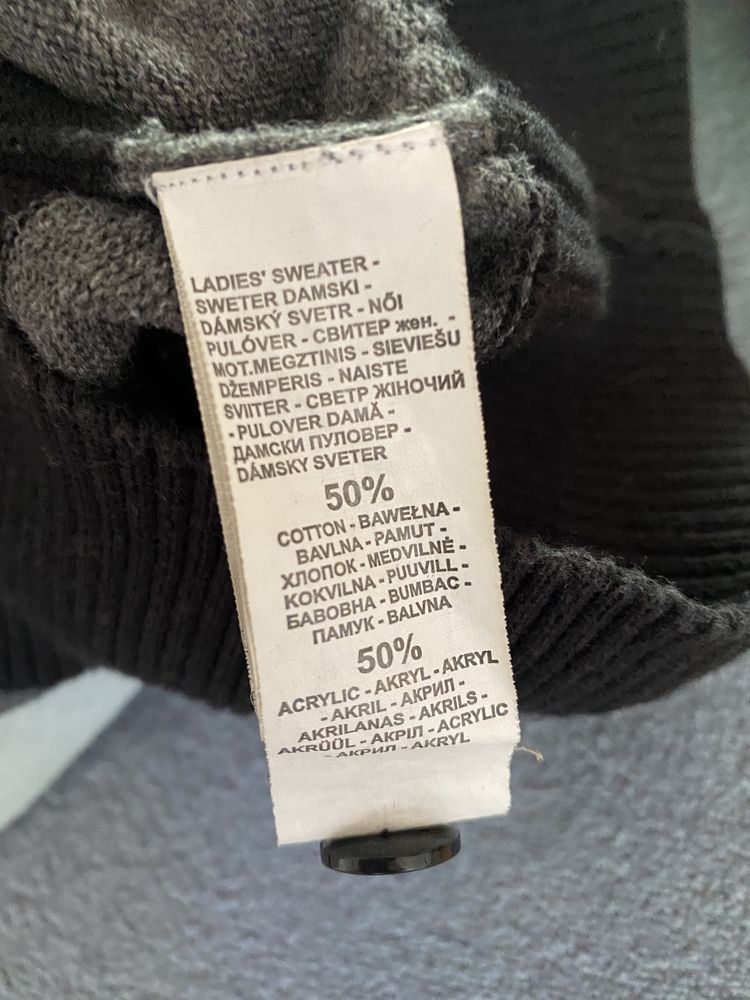 LADIES' SWEATER -
SWETER DAMSKI -
DÁMSKÝ SVETR - NŐI
PULÓVER - СВИТЕР жен. -
MOT.MEGZTINIS - SIEVIEŠU
DŽEMPERIS - NAISTE
SVIITER - СВЕТР ЖІНОЧИЙ
- PULOVER DAMĂ -
ДАМСКИ ПУЛОВЕР -
DÁMSKY SVETER
50%
COTTON - BAWEŁNA -
BAVLNA - PAMUT -
ХЛОПОК - MEDVILNĖ -
KOKVILNA - PUUVILL -
БАВОВНА - BUMBAC -
ПАМУК - BALVNA
50%
ACRYLIC - AKRYL - AKRYL
- AKRIL - АКРИЛ -
AKRILANAS - AKRILS -
AKRÜÜL - АКРІЛ - ACRYLIC
- АКРИЛ - AKRYL